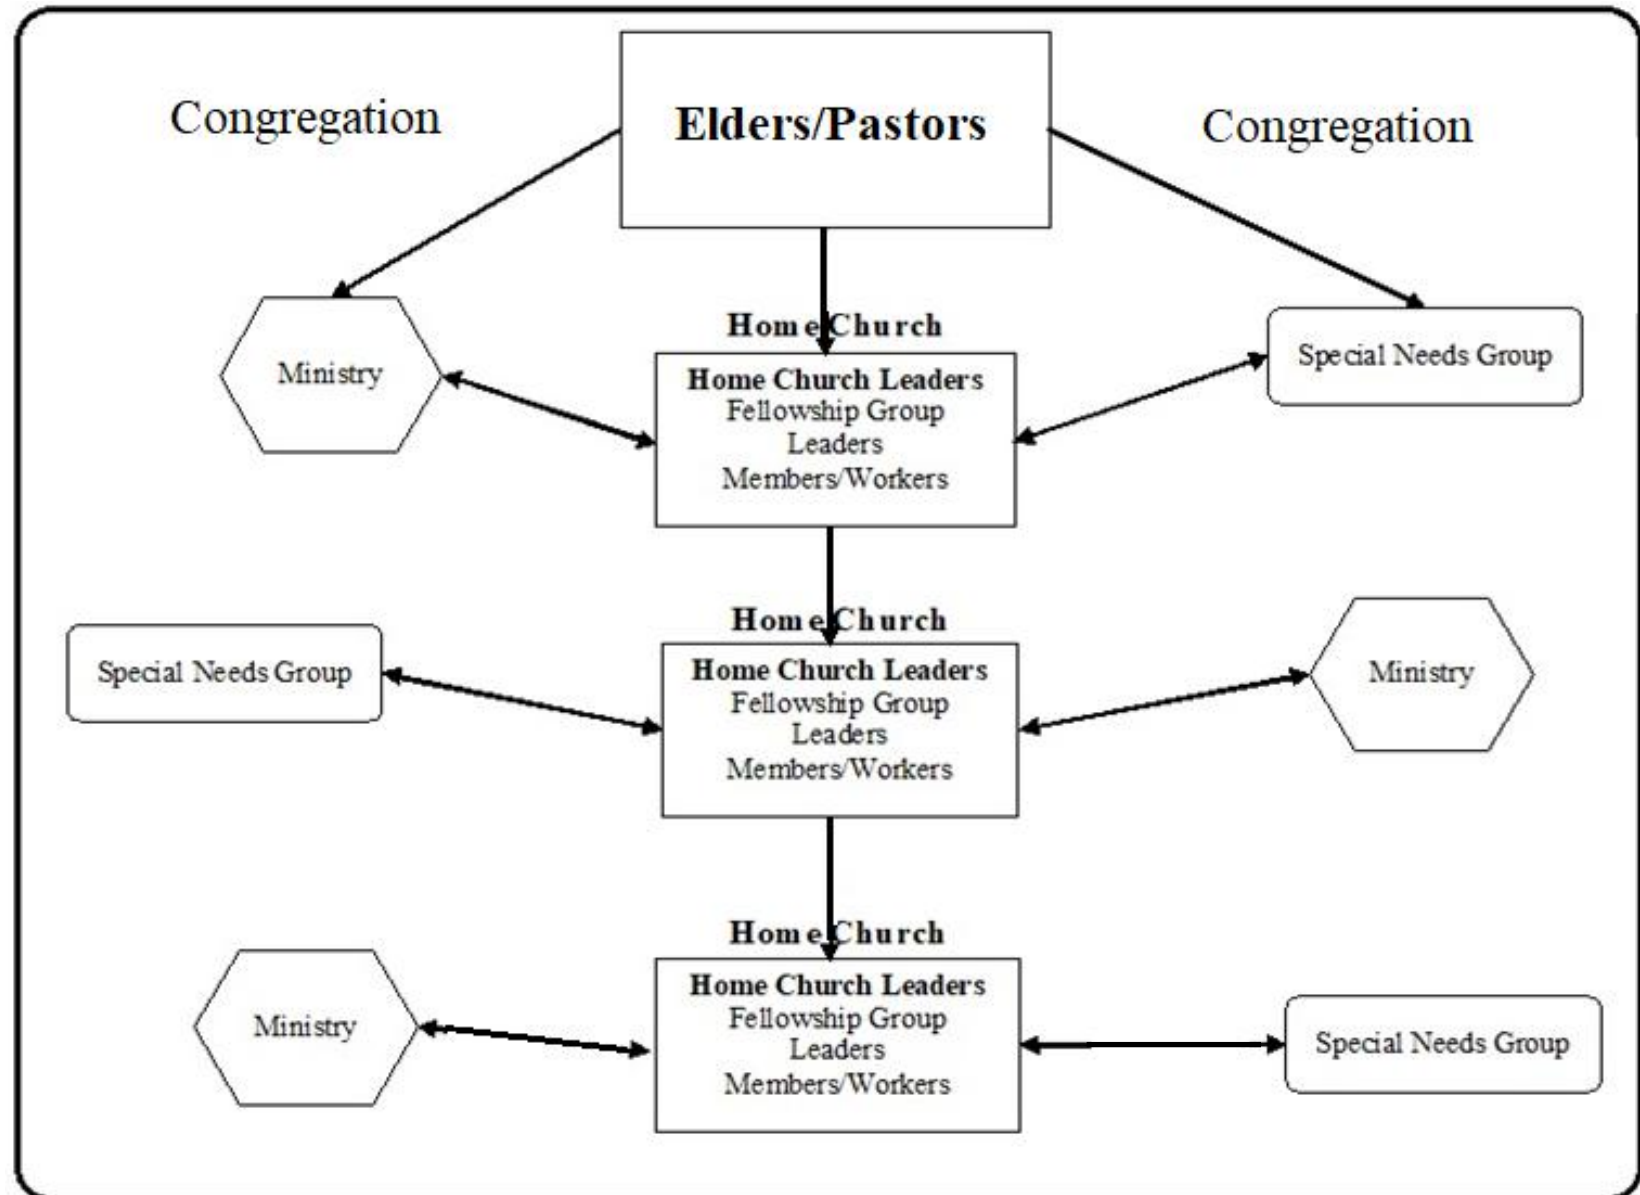 Congregation
Elders/Pastors
Congregation
Ministry
Home Church
Home Church Leaders
Fellowship Group
Leaders
Members/Workers
Special Needs Group
Special Needs Group
Home Church
Home Church Leaders
Fellowship Group
Leaders
Members/Workers
Ministry
Ministry
Home Church
Home Church Leaders
Fellowship Group
Leaders
Members/Workers
Special Needs Group